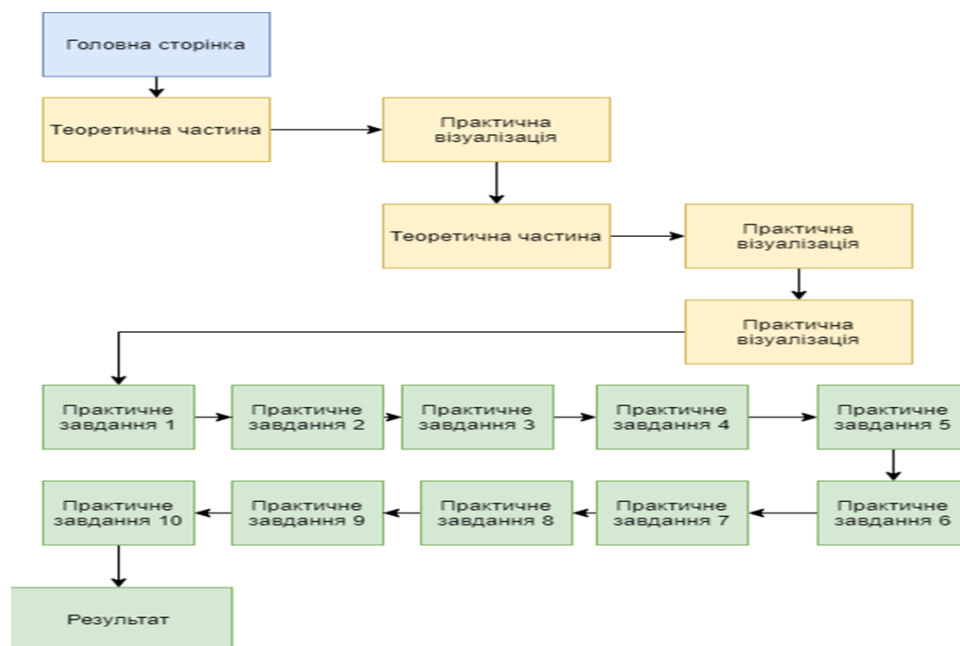 Головна сторінка
Теоретична частина
Практична
візуалізація
Теоретична частина
Практична
візуалізація
Практична
візуалізація
Практичне
завдання 1
Практичне
завдання 2
Практичне
завдання 3
Практичне
завдання 4
Практичне
завдання 5
Практичне
завдання 6
Практичне
завдання 7
Практичне
завдання 8
Практичне
завдання 9
Практичне
завдання 10
Результат